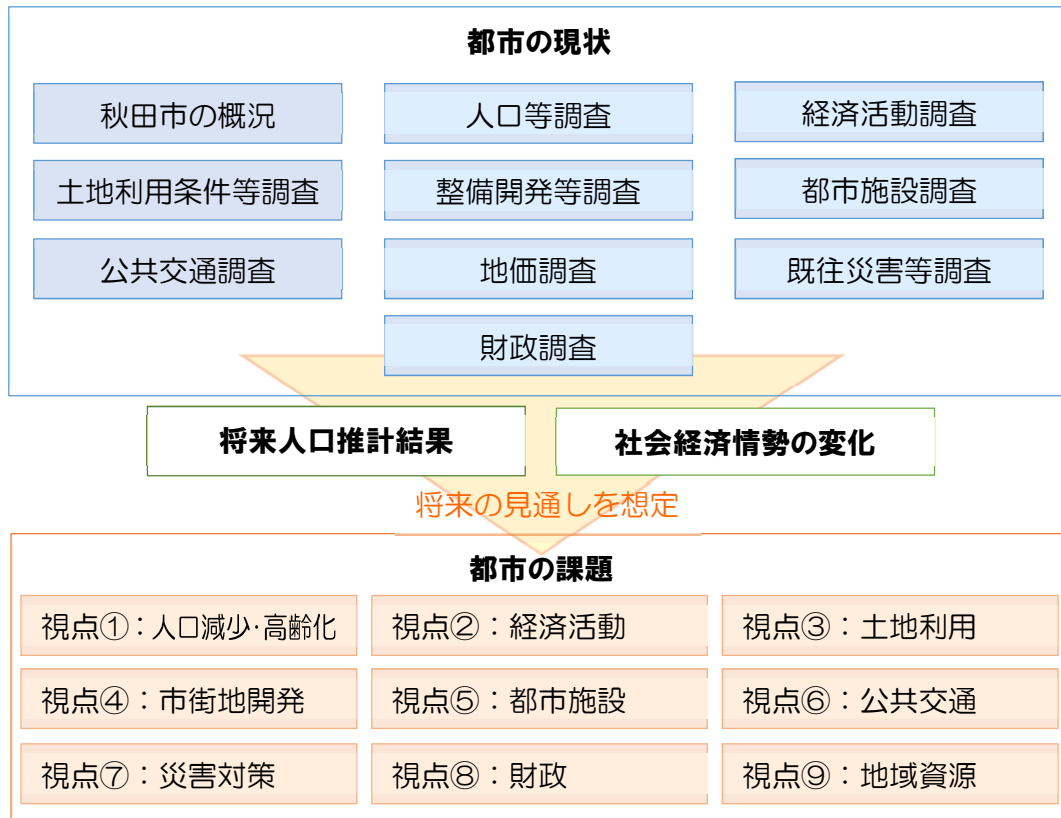 都市の現状
秋田市の概況
人口等調査
経済活動調査
土地利用条件等調査
整備開発等調査
都市施設調査
公共交通調査
地価調査
既往災害等調査
財政調査
将来人口推計結果
社会経済情勢の変化
将来の見通しを想定
都市の課題
視点①：人口減少･高齢化
視点②：経済活動
視点③：土地利用
視点④：市街地開発
視点⑤：都市施設
視点⑥：公共交通
視点⑦：災害対策
視点⑧：財政
視点⑨：地域資源